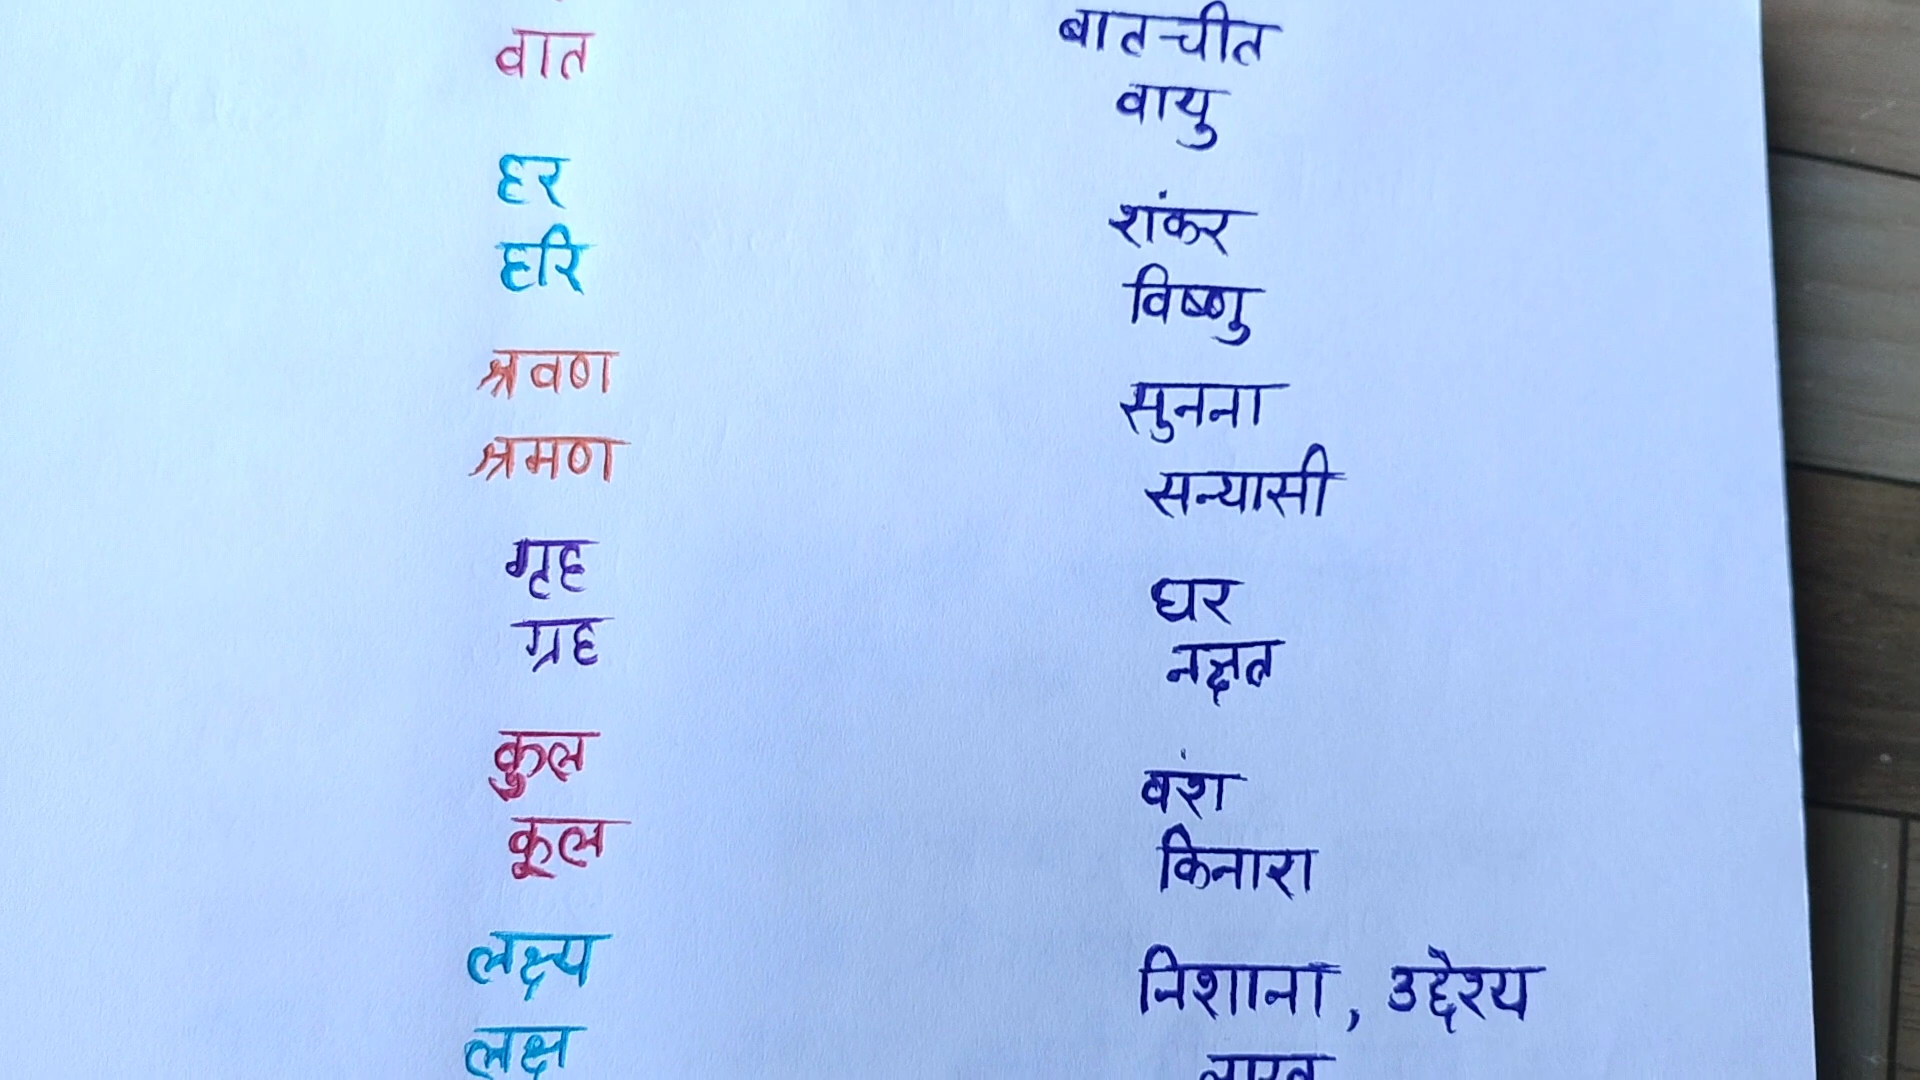 बातचीत
वात वायु
हर शंकर
हरि विष्णु
श्रवण सुनना
श्रमण सन्यासी
गृह घर
ग्रह नक्षत्र
कुल वंश
कूल किनारा
लक्ष्य निशाना, उद्देश्य
लक्ष लाख